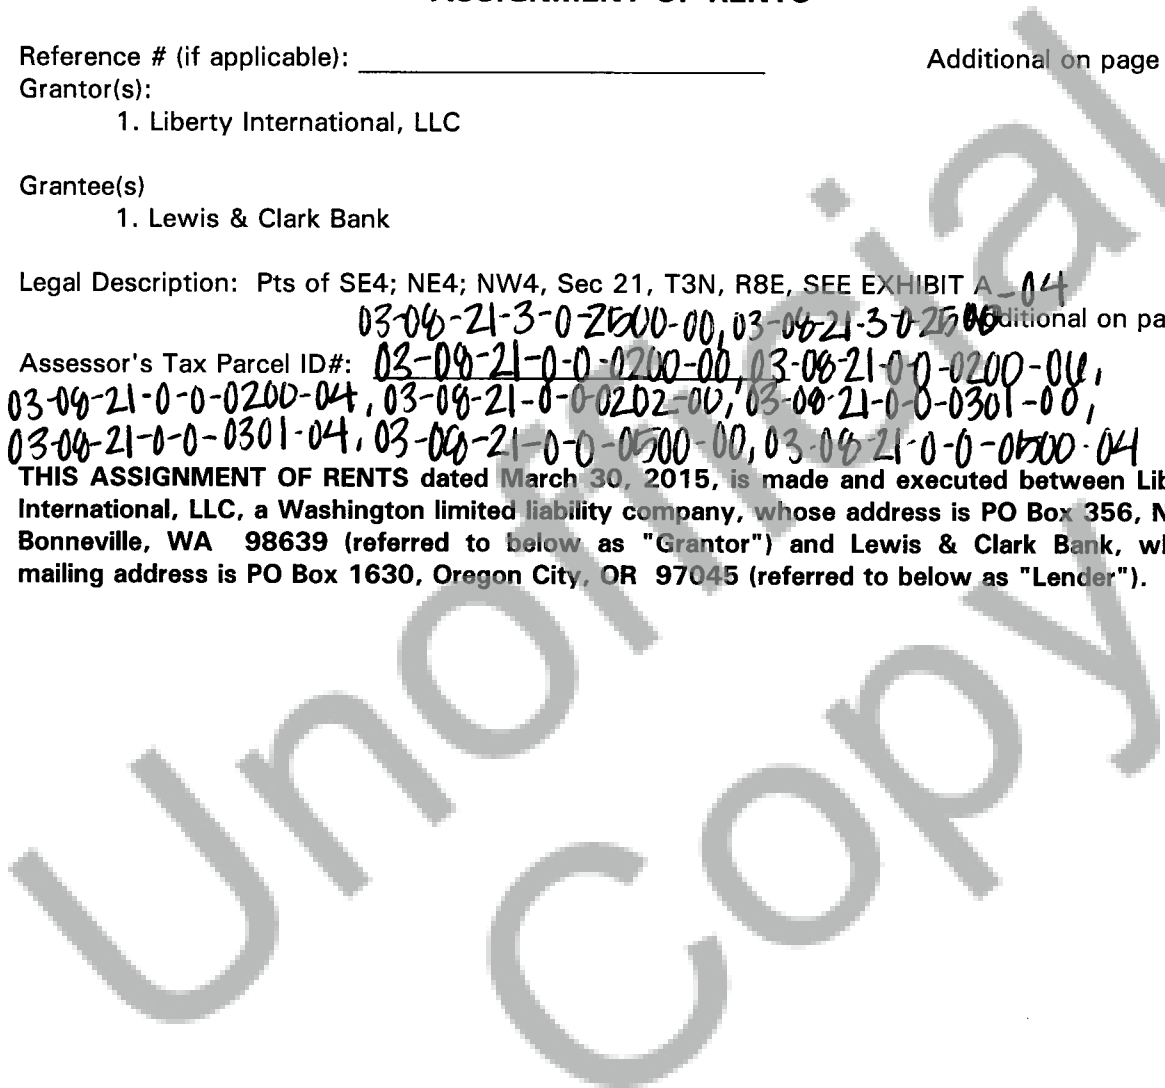 ASSIGNMENT OF RENTS
Reference # (if applicable): Additional on page
Grantor(s):
1. Liberty International, LLC
Grantee(s)
1. Lewis & Clark Bank
Legal Description: Pts of SE4; NE4; NW4, Sec 21, T3N, R8E, SEE EXHIBIT A -04
03-08-21-3-0-2500-00, 03-08-21-3-0-2500 Additional on pa
Assessor's Tax Parcel ID#: 03-08-21-0-0-0200-00, 03-08-21-0-0-0200-06,
03-08-21-0-0-0200-04, 03-08-21-0-0-0202-00, 03-08-21-0-0-0301-00,
03-08-21-0-0-0301-04, 03-08-21-0-0-0500-00, 03-08-21-0-0-0500-04
THIS ASSIGNMENT OF RENTS dated March 30, 2015, is made and executed between Lib
International, LLC, a Washington limited liability company, whose address is PO Box 356, N
Bonneville, WA 98639 (referred to below as "Grantor") and Lewis & Clark Bank, wh
mailing address is PO Box 1630, Oregon City, OR 97045 (referred to below as "Lender").
Unofficial
Copy